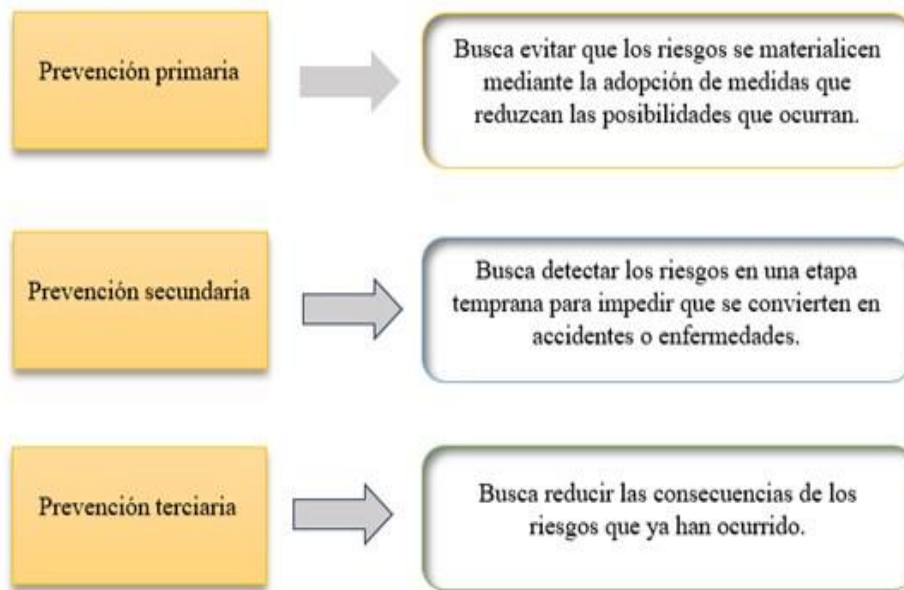 Prevención primaria
Busca evitar que los riesgos se materialicen
mediante la adopción de medidas que
reduzcan las posibilidades que ocurran.
Prevención secundaria
Busca detectar los riesgos en una etapa
temprana para impedir que se convierten en
accidentes o enfermedades.
Prevención terciaria
Busca reducir las consecuencias de los
riesgos que ya han ocurrido.